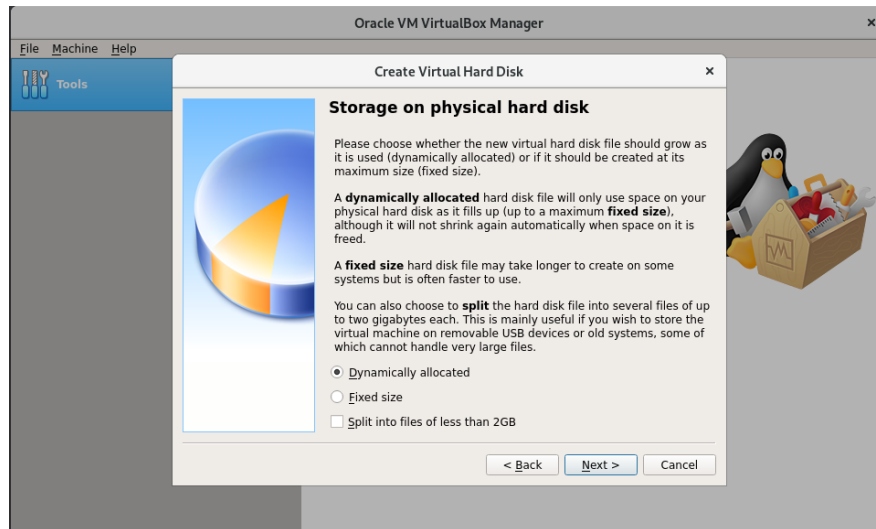 Oracle VM VirtualBox Manager
×
File Machine Help
Tools
Create Virtual Hard Disk
×
Storage on physical hard disk
Please choose whether the new virtual hard disk file should grow as
it is used (dynamically allocated) or if it should be created at its
maximum size (fixed size).
A dynamically allocated hard disk file will only use space on your
physical hard disk as it fills up (up to a maximum fixed size),
although it will not shrink again automatically when space on it is
freed.
A fixed size hard disk file may take longer to create on some
systems but is often faster to use.
You can also choose to split the hard disk file into several files of up
to two gigabytes each. This is mainly useful if you wish to store the
virtual machine on removable USB devices or old systems, some of
which cannot handle very large files.
Dynamically allocated
Fixed size
Split into files of less than 2GB
< Back Next > Cancel